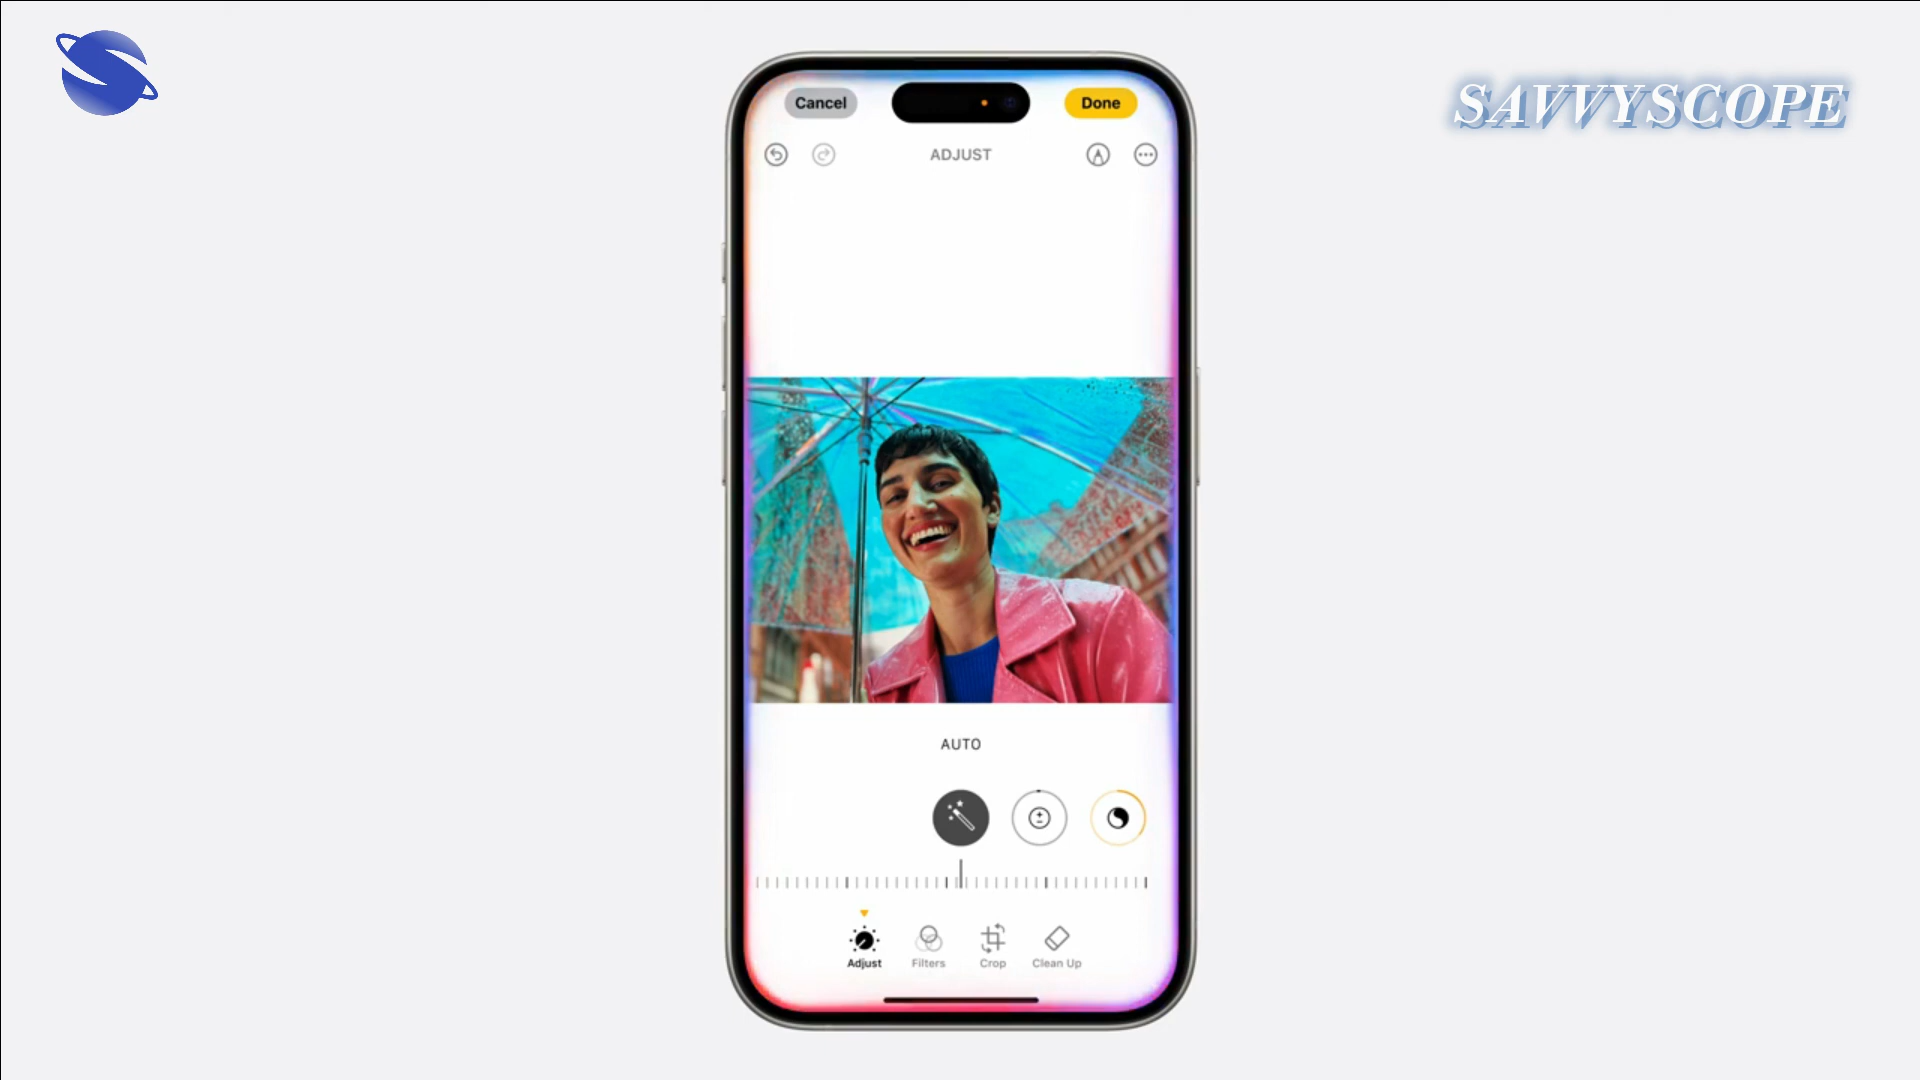 SAVVYSCOPE
Cancel
Done
ADJUST
AUTO
Adjust
Filters
Crop
Clean Up